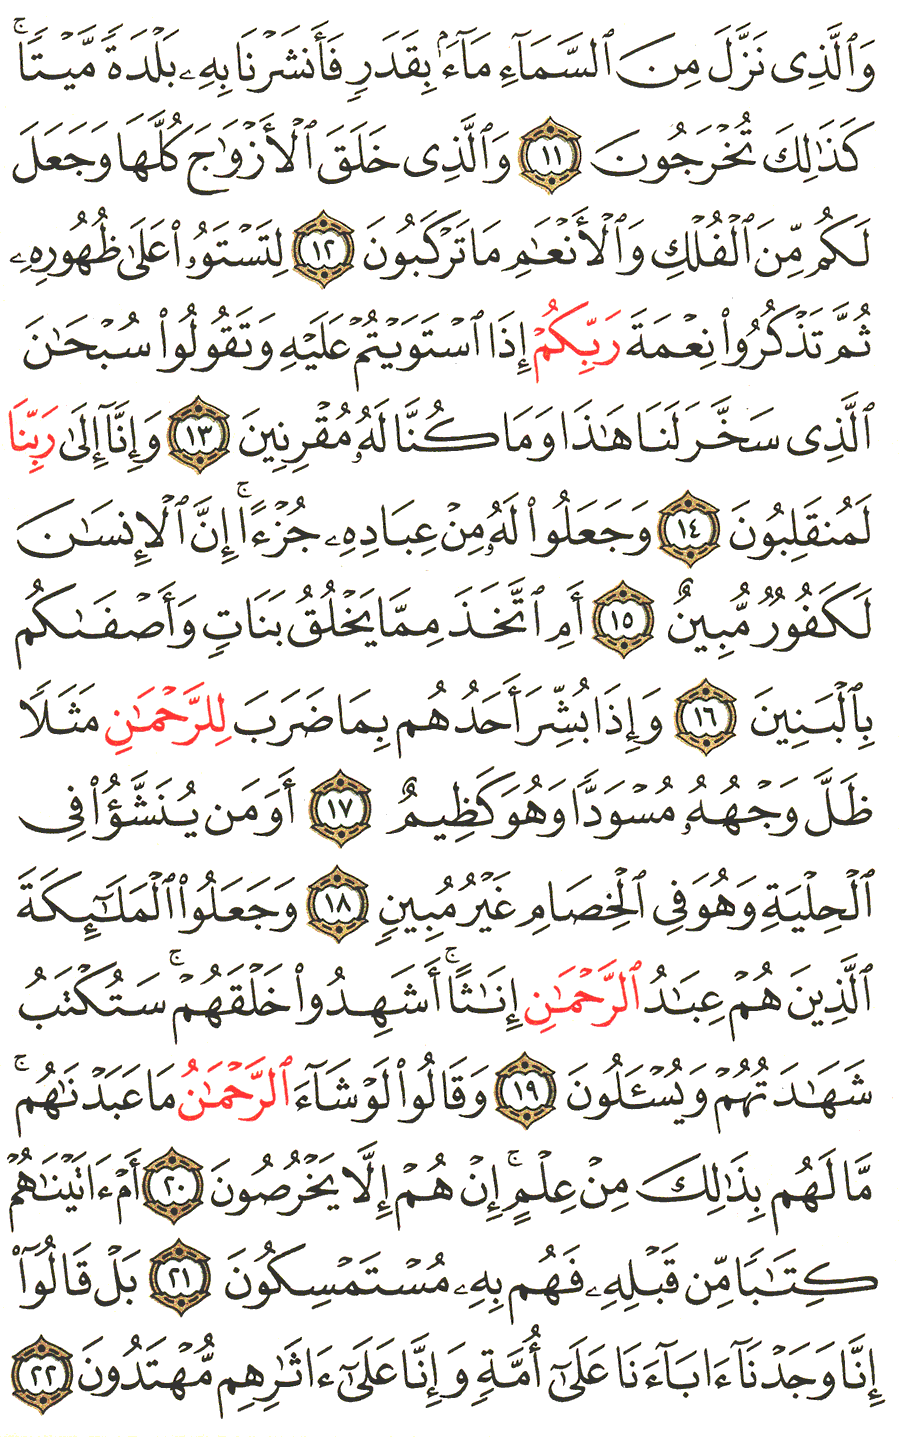 وَٱلَّذِى نَزَّلَ مِنَ ٱلسَّمَآءِ مَآءَۢ بِقَدَرٍ فَأَنشَرْنَا بِهِۦ بَلْدَةً مَّيْتًا ۚ
كَذَٰلِكَ تُخْرَجُونَ ١١ وَٱلَّذِى خَلَقَ ٱلْأَزْوَٰجَ كُلَّهَا وَجَعَلَ
لَكُم مِّنَ ٱلْفُلْكِ وَٱلْأَنْعَٰمِ مَا تَرْكَبُونَ ١٢ لِتَسْتَوُۥا۟ عَلَىٰ ظُهُورِهِۦ
ثُمَّ تَذْكُرُوا۟ نِعْمَةَ رَبِّكُمْ إِذَا ٱسْتَوَيْتُمْ عَلَيْهِ وَتَقُولُوا۟ سُبْحَٰنَ
ٱلَّذِى سَخَّرَ لَنَا هَٰذَا وَمَا كُنَّا لَهُۥ مُقْرِنِينَ ١٣ وَإِنَّآ إِلَىٰ رَبِّنَا
لَمُنقَلِبُونَ ١٤ وَجَعَلُوا۟ لَهُۥ مِنْ عِبَادِهِۦ جُزْءًا ۚ إِنَّ ٱلْإِنسَٰنَ
لَكَفُورٌ مُّبِينٌ ١٥ أَمِ ٱتَّخَذَ مِمَّا يَخْلُقُ بَنَاتٍ وَأَصْفَىٰكُم
بِٱلْبَنِينَ ١٦ وَإِذَا بُشِّرَ أَحَدُهُم بِمَا ضَرَبَ لِلرَّحْمَٰنِ مَثَلًا
ظَلَّ وَجْهُهُۥ مُسْوَدًّا وَهُوَ كَظِيمٌ ١٧ أَوَمَن يُنَشَّؤُا۟ فِى
ٱلْحِلْيَةِ وَهُوَ فِى ٱلْخِصَامِ غَيْرُ مُبِينٍ ١٨ وَجَعَلُوا۟ ٱلْمَلَٰٓئِكَةَ
ٱلَّذِينَ هُمْ عِبَٰدُ ٱلرَّحْمَٰنِ إِنَٰثًا ۚ أَشَهِدُوا۟ خَلْقَهُمْ ۚ سَتُكْتَبُ
شَهَٰدَتُهُمْ وَيُسْـَٔلُونَ ١٩ وَقَالُوا۟ لَوْ شَآءَ ٱلرَّحْمَٰنُ مَا عَبَدْنَٰهُم ۗ
مَّا لَهُم بِذَٰلِكَ مِنْ عِلْمٍ ۖ إِنْ هُمْ إِلَّا يَخْرُصُونَ ٢٠ أَمْ ءَاتَيْنَٰهُمْ
كِتَٰبًا مِّن قَبْلِهِۦ فَهُم بِهِۦ مُسْتَمْسِكُونَ ٢١ بَلْ قَالُوٓا۟
إِنَّا وَجَدْنَآ ءَابَآءَنَا عَلَىٰٓ أُمَّةٍ وَإِنَّا عَلَىٰٓ ءَاثَٰرِهِم مُّهْتَدُونَ ٢٢